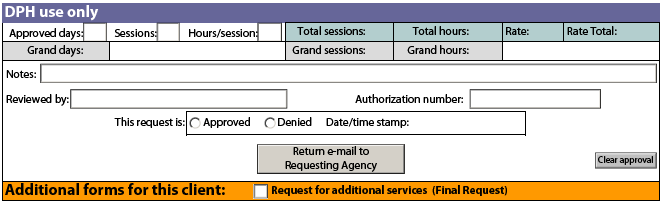 DPH use only
Approved days: Sessions: Hours/session: Total sessions: Total hours: Rate: Rate Total:
Grand days: Grand sessions: Grand hours:
Notes:
Reviewed by: Authorization number:
This request is: Approved Denied Date/time stamp:
Return e-mail to
Requesting Agency
Clear approval
Additional forms for this client: Request for additional services (Final Request)